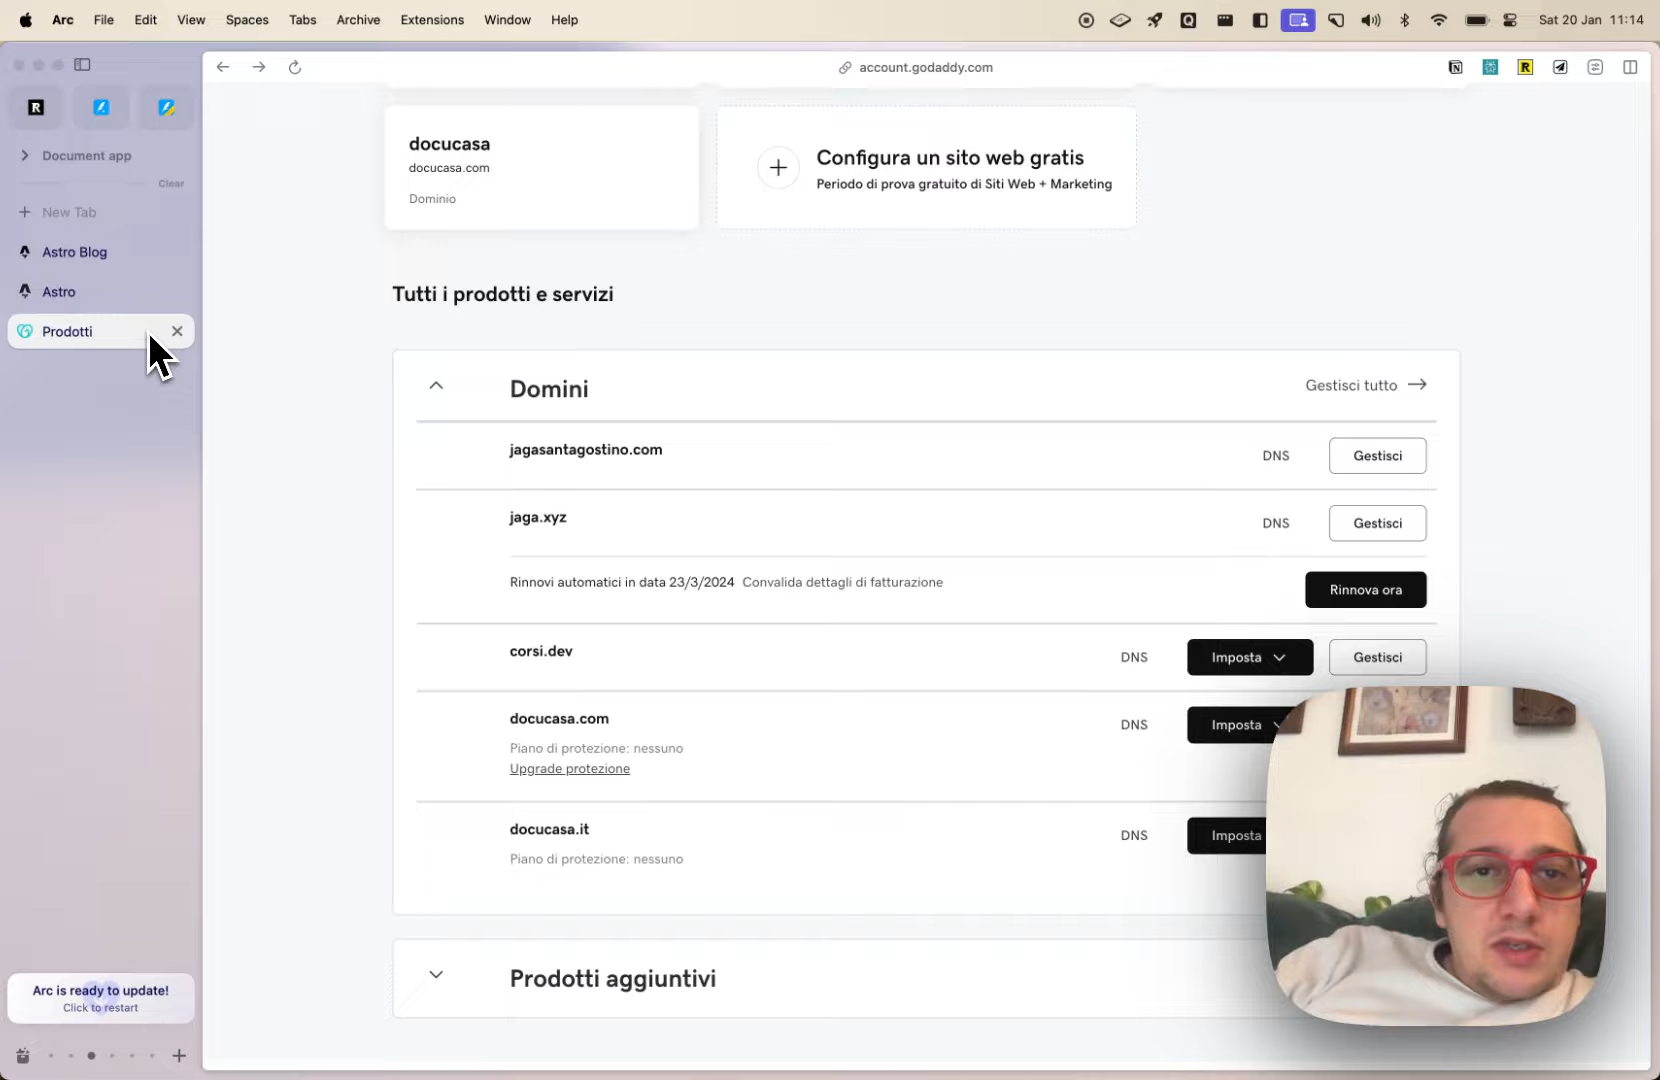 Arc File Edit View Spaces Tabs Archive Extensions Window Help
Sat 20 Jan 11:14
account.godaddy.com
Document app
Clear
New Tab
Astro Blog
Astro
Prodotti
Arc is ready to update!
Click to restart
docucasa
docucasa.com
Dominio
Configura un sito web gratis
Periodo di prova gratuito di Siti Web + Marketing
Tutti i prodotti e servizi
Domini
Gestisci tutto
jagasantagostino.com
DNS
Gestisci
jaga.xyz
DNS
Gestisci
Rinnovi automatici in data 23/3/2024 Convalida dettagli di fatturazione
Rinnova ora
corsi.dev
DNS
Imposta
Gestisci
docucasa.com
DNS
Imposta
Piano di protezione: nessuno
Upgrade protezione
docucasa.it
DNS
Imposta
Piano di protezione: nessuno
Prodotti aggiuntivi